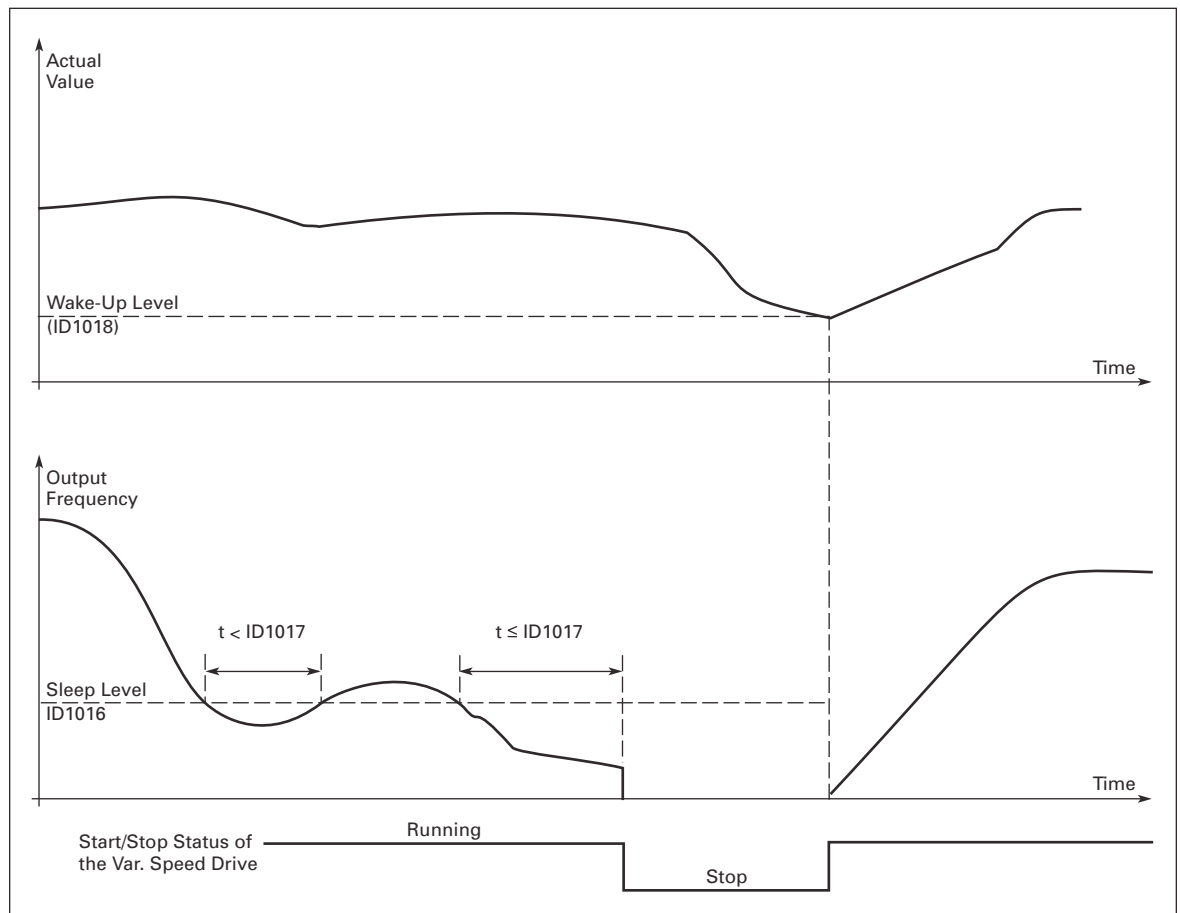 Actual
Value
Wake-Up Level
(ID1018)
Time
Output
Frequency
t < ID1017
t ≤ ID1017
Sleep Level
ID1016
Time
Running
Start/Stop Status of
the Var. Speed Drive
Stop